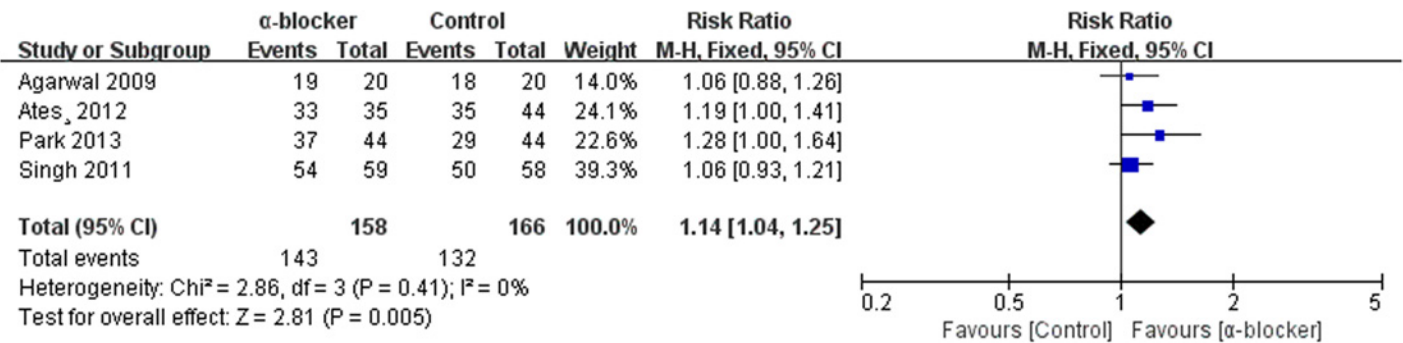 α-blocker Control Risk Ratio Risk Ratio
Study or Subgroup Events Total Events Total Weight M-H, Fixed, 95% CI M-H, Fixed, 95% CI
Agarwal 2009 19 20 18 20 14.0% 1.06 [0.88, 1.26]
Ates¸ 2012 33 35 35 44 24.1% 1.19 [1.00, 1.41]
Park 2013 37 44 29 44 22.6% 1.28 [1.00, 1.64]
Singh 2011 54 59 50 58 39.3% 1.06 [0.93, 1.21]
Total (95% CI) 158 166 100.0% 1.14 [1.04, 1.25]
Total events 143 132
Heterogeneity: Chi² = 2.86, df = 3 (P = 0.41); I² = 0%
Test for overall effect: Z = 2.81 (P = 0.005)
0.2 0.5 1 2 5
Favours [Control] Favours [α-blocker]